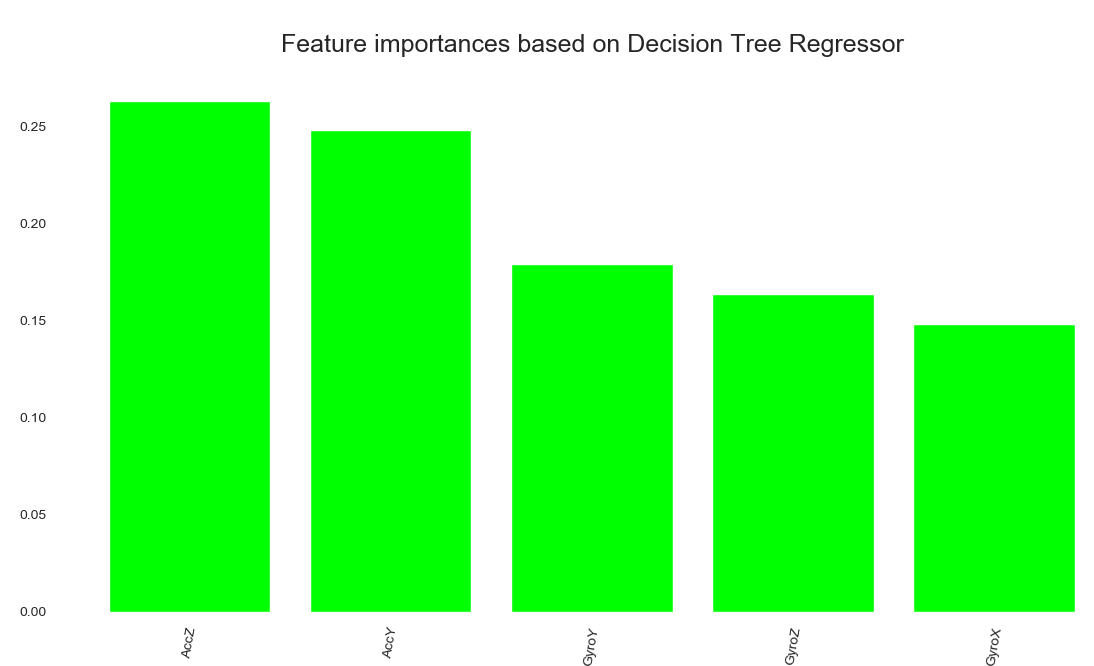 Feature importances based on Decision Tree Regressor
0.25
0.20
0.15
0.10
0.05
0.00
AccZ
AccY
GyroY
GyroZ
GyroX